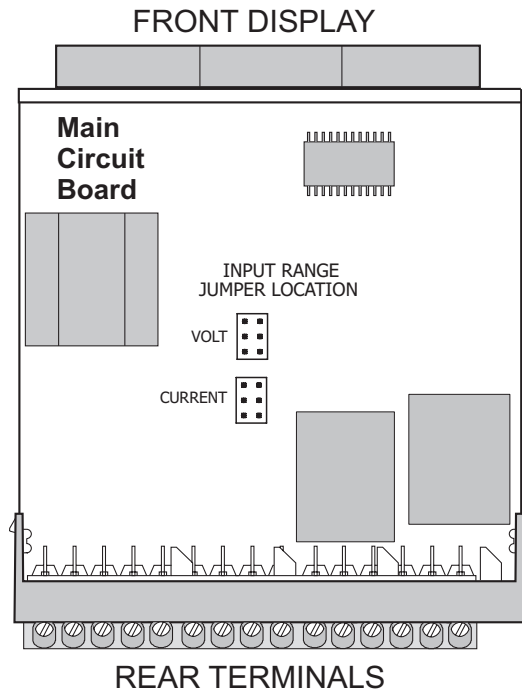 FRONT DISPLAY
Main
Circuit
Board
INPUT RANGE
JUMPER LOCATION
VOLT
CURRENT
REAR TERMINALS